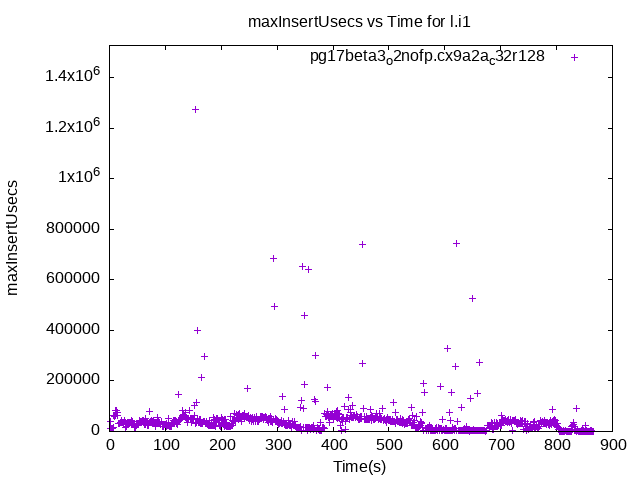 maxInsertUsecs vs Time for l.i1
pg17beta3_o2nofp.cx9a2a_c32r128
1.4x10^6
1.2x10^6
1x10^6
800000
600000
400000
200000
0
maxInsertUsecs
0 100 200 300 400 500 600 700 800 900
Time(s)